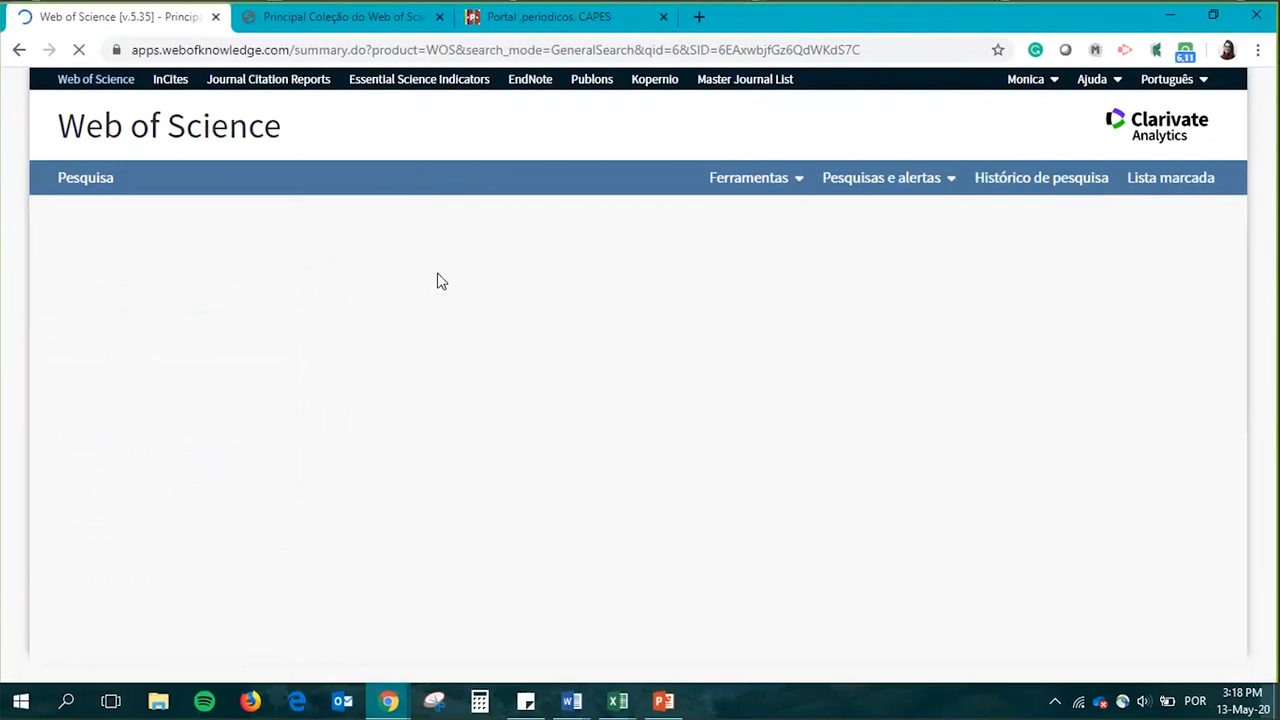 Web of Science [v.5.35] - Principa
Principal Coleção do Web of Scie
Portal .periodicos. CAPES
apps.webofknowledge.com/summary.do?product=WOS&search_mode=GeneralSearch&qid=6&SID=6EAxwbjfGz6QdWKdS7C
6.11
Web of Science InCites Journal Citation Reports Essential Science Indicators EndNote Publons Kopernio Master Journal List Monica Ajuda Português
Web of Science
Clarivate
Analytics
Pesquisa Ferramentas Pesquisas e alertas Histórico de pesquisa Lista marcada
POR
3:18 PM
13-May-20